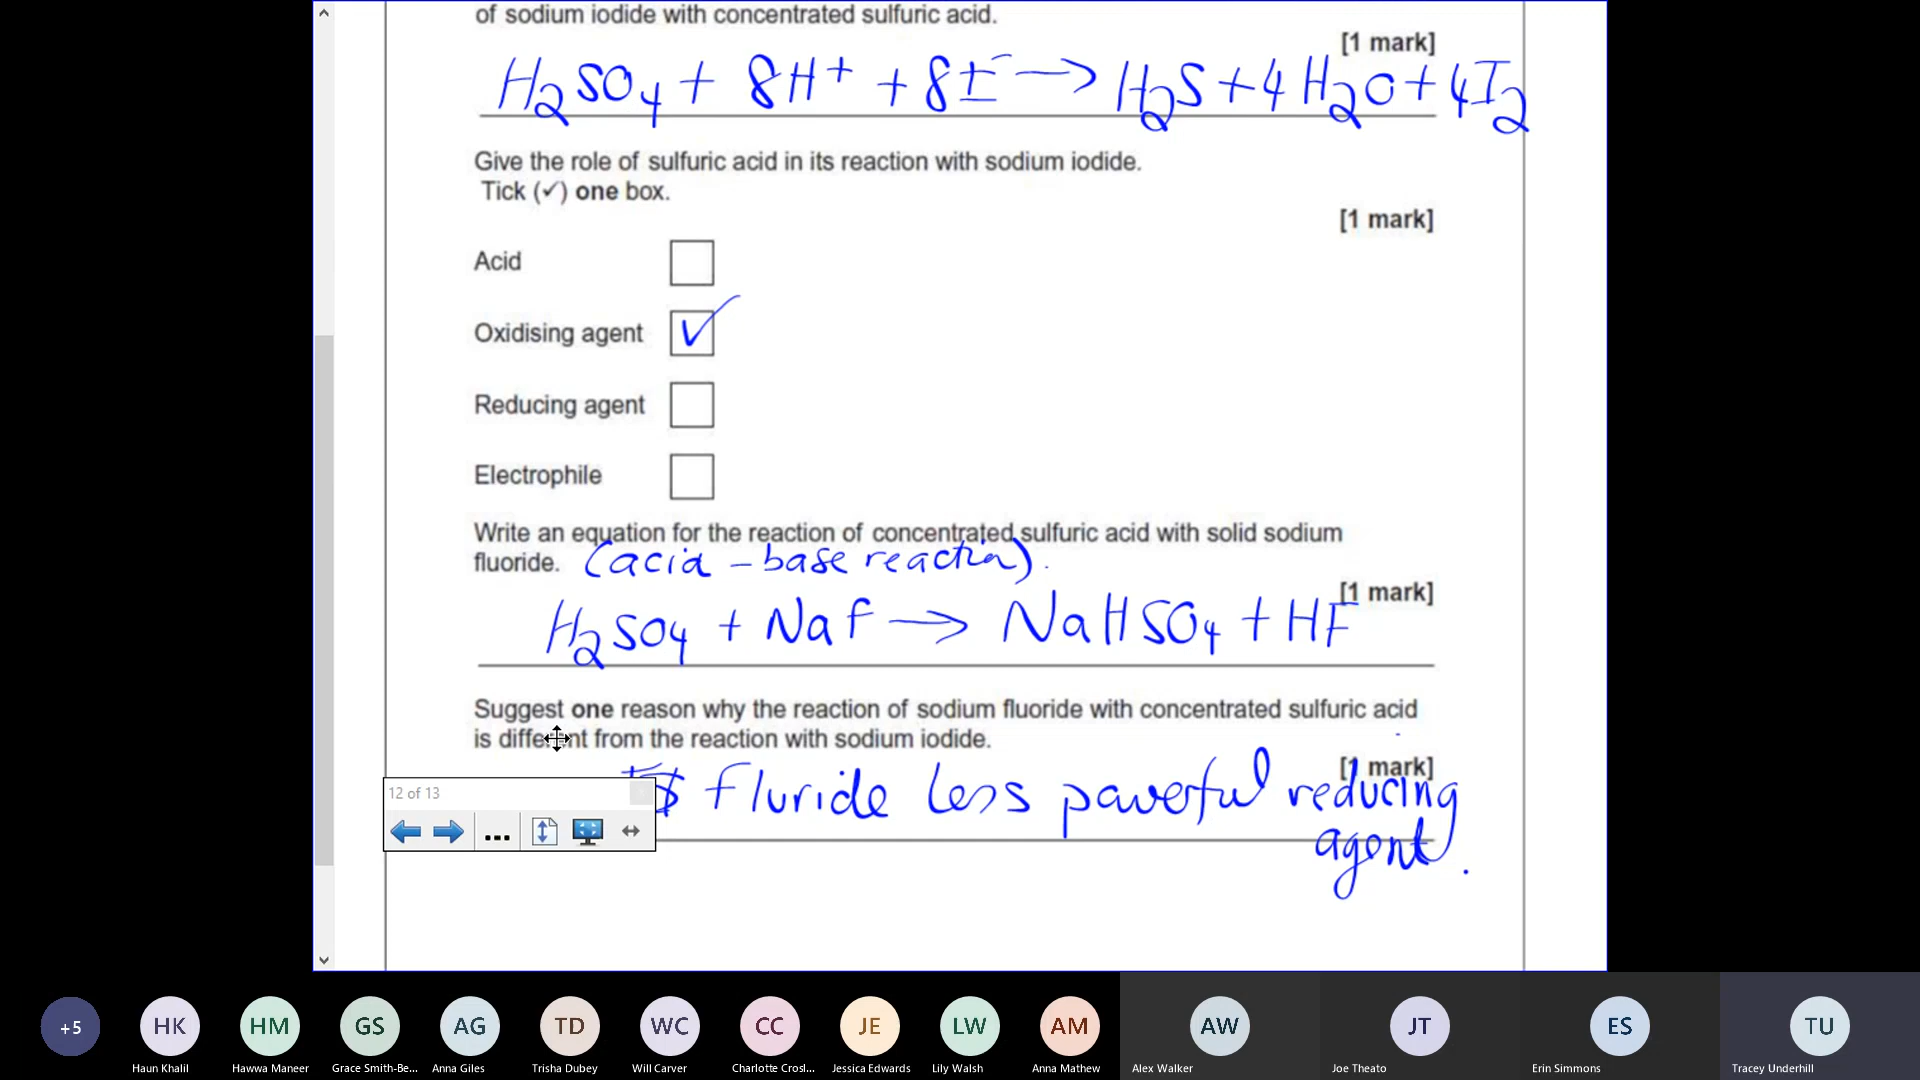 of sodium iodide with concentrated sulfuric acid.
[1 mark]
H₂SO₄ + 8H⁺ + 8I⁻ → H₂S + 4H₂O + 4I₂
Give the role of sulfuric acid in its reaction with sodium iodide.
Tick (✓) one box.
[1 mark]
Acid
Oxidising agent ✓
Reducing agent
Electrophile
Write an equation for the reaction of concentrated sulfuric acid with solid sodium
fluoride. (acid - base reaction).
[1 mark]
H₂SO₄ + NaF → NaHSO₄ + HF
Suggest one reason why the reaction of sodium fluoride with concentrated sulfuric acid
is different from the reaction with sodium iodide.
[1 mark]
Fluride less powerful reducing
agent.
12 of 13
...
+5 HK HM GS AG TD WC CC JE LW AM AW JT ES TU
Haun Khalil Hawwa Maneer Grace Smith-Be... Anna Giles Trisha Dubey Will Carver Charlotte Crosl... Jessica Edwards Lily Walsh Anna Mathew Alex Walker Joe Theato Erin Simmons Tracey Underhill